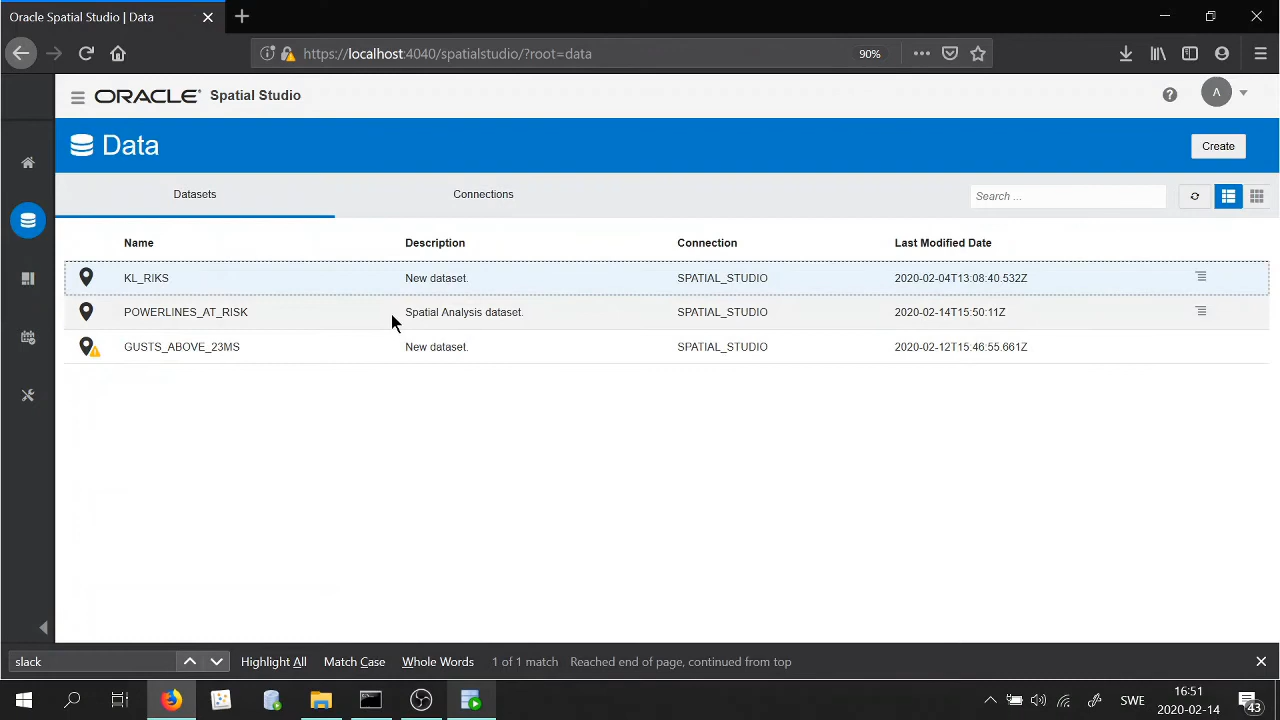 Oracle Spatial Studio | Data
https://localhost:4040/spatialstudio/?root=data
90%
ORACLE Spatial Studio
A
Data
Create
Datasets Connections Search ...
Name Description Connection Last Modified Date
KL_RIKS New dataset. SPATIAL_STUDIO 2020-02-04T13:08:40.532Z
POWERLINES_AT_RISK Spatial Analysis dataset. SPATIAL_STUDIO 2020-02-14T15:50:11Z
GUSTS_ABOVE_23MS New dataset. SPATIAL_STUDIO 2020-02-12T15:46:55.661Z
slack Highlight All Match Case Whole Words 1 of 1 match Reached end of page, continued from top
SWE
16:51
2020-02-14
43